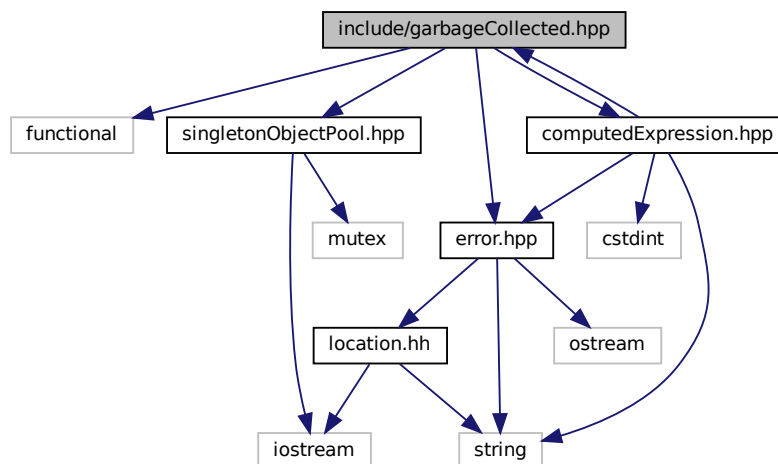 include/garbageCollected.hpp
functional
singletonObjectPool.hpp
computedExpression.hpp
mutex
error.hpp
cstdint
location.hh
ostream
iostream
string